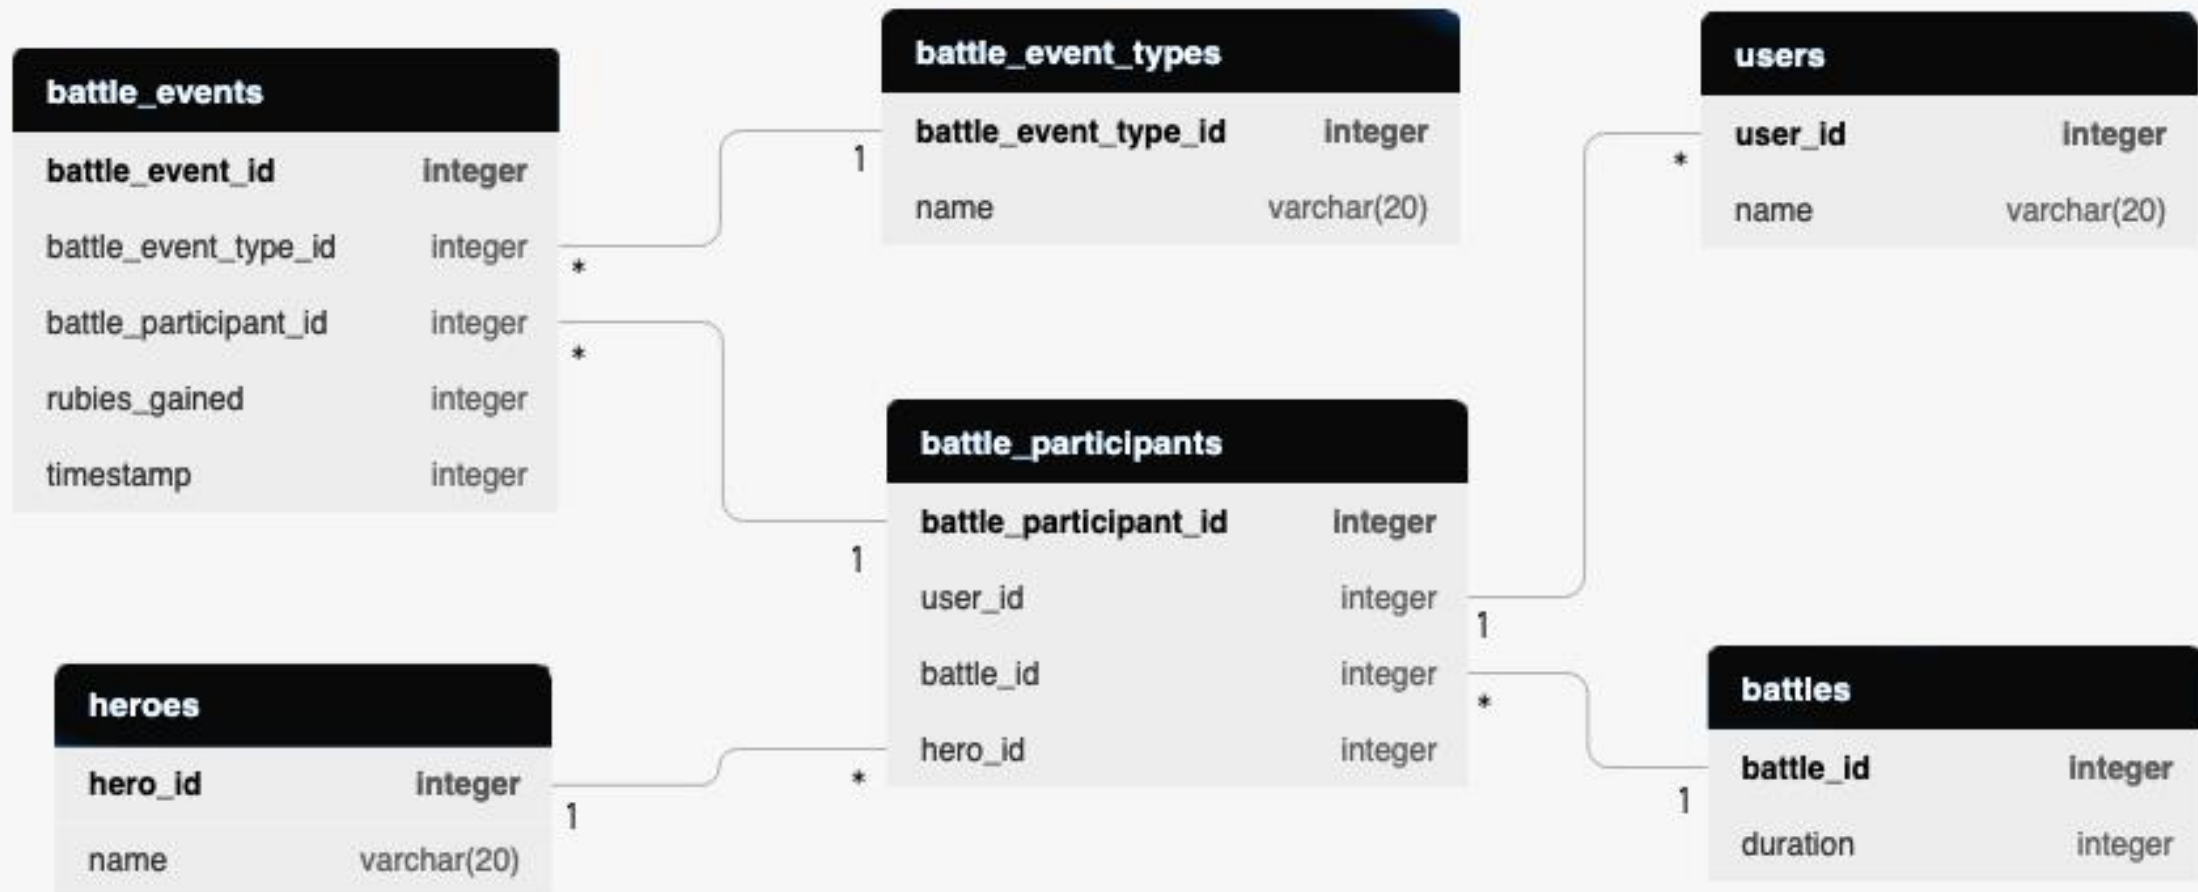 battle_events
battle_event_id integer
battle_event_type_id integer
battle_participant_id integer
rubies_gained integer
timestamp integer
*
*
battle_event_types
battle_event_type_id integer
name varchar(20)
1
users
user_id integer
name varchar(20)
*
battle_participants
battle_participant_id integer
user_id integer
battle_id integer
hero_id integer
1
1
*
*
heroes
hero_id integer
name varchar(20)
1
battles
battle_id integer
duration integer
1